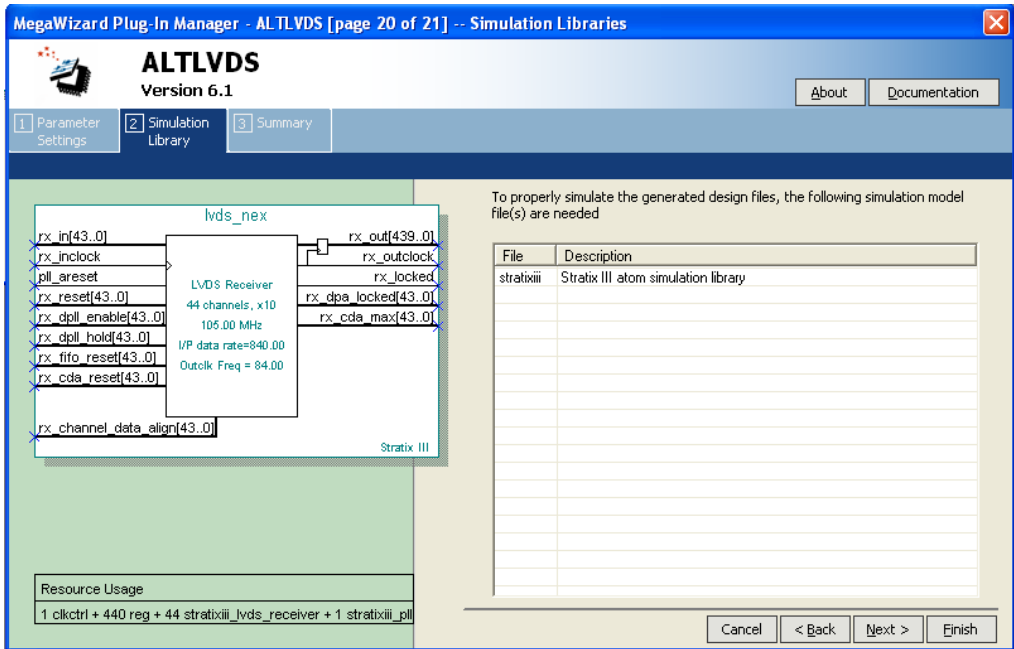 MegaWizard Plug-In Manager - ALTLVDS [page 20 of 21] -- Simulation Libraries
ALTLVDS
Version 6.1
About
Documentation
1 Parameter Settings
2 Simulation Library
3 Summary
lvds_nex
rx_in[43..0]
rx_inclock
pll_areset
rx_reset[43..0]
rx_dpll_enable[43..0]
rx_dpll_hold[43..0]
rx_fifo_reset[43..0]
rx_cda_reset[43..0]
rx_channel_data_align[43..0]
LVDS Receiver
44 channels, x10
105.00 MHz
I/P data rate=840.00
Outclk Freq = 84.00
rx_out[439..0]
rx_outclock
rx_locked
rx_dpa_locked[43..0]
rx_cda_max[43..0]
Stratix III
Resource Usage
1 clkctrl + 440 reg + 44 stratixiii_lvds_receiver + 1 stratixiii_pll
To properly simulate the generated design files, the following simulation model
file(s) are needed
File Description
stratixiii Stratix III atom simulation library
Cancel
< Back
Next >
Finish